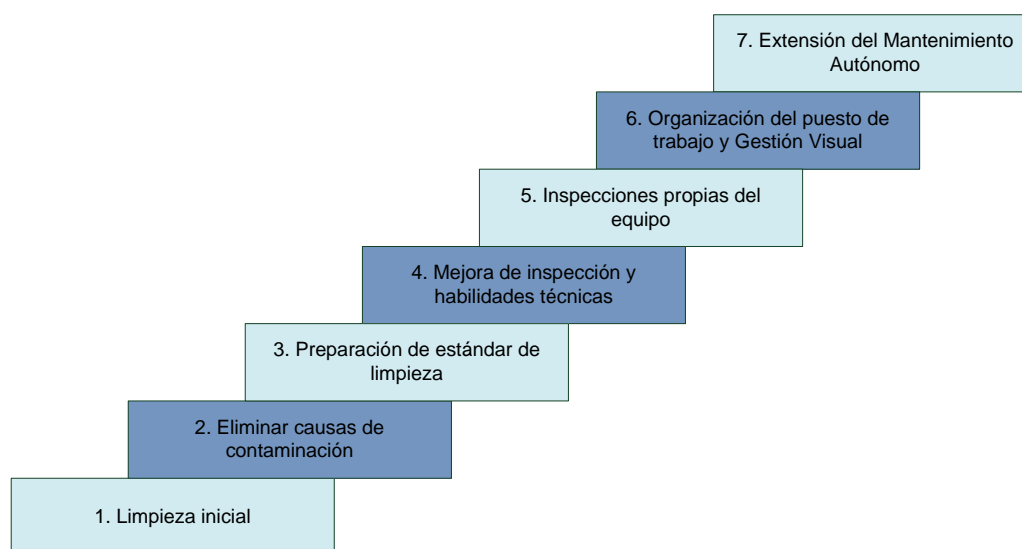 7. Extensión del Mantenimiento
Autónomo
6. Organización del puesto de
trabajo y Gestión Visual
5. Inspecciones propias del
equipo
4. Mejora de inspección y
habilidades técnicas
3. Preparación de estándar de
limpieza
2. Eliminar causas de
contaminación
1. Limpieza inicial